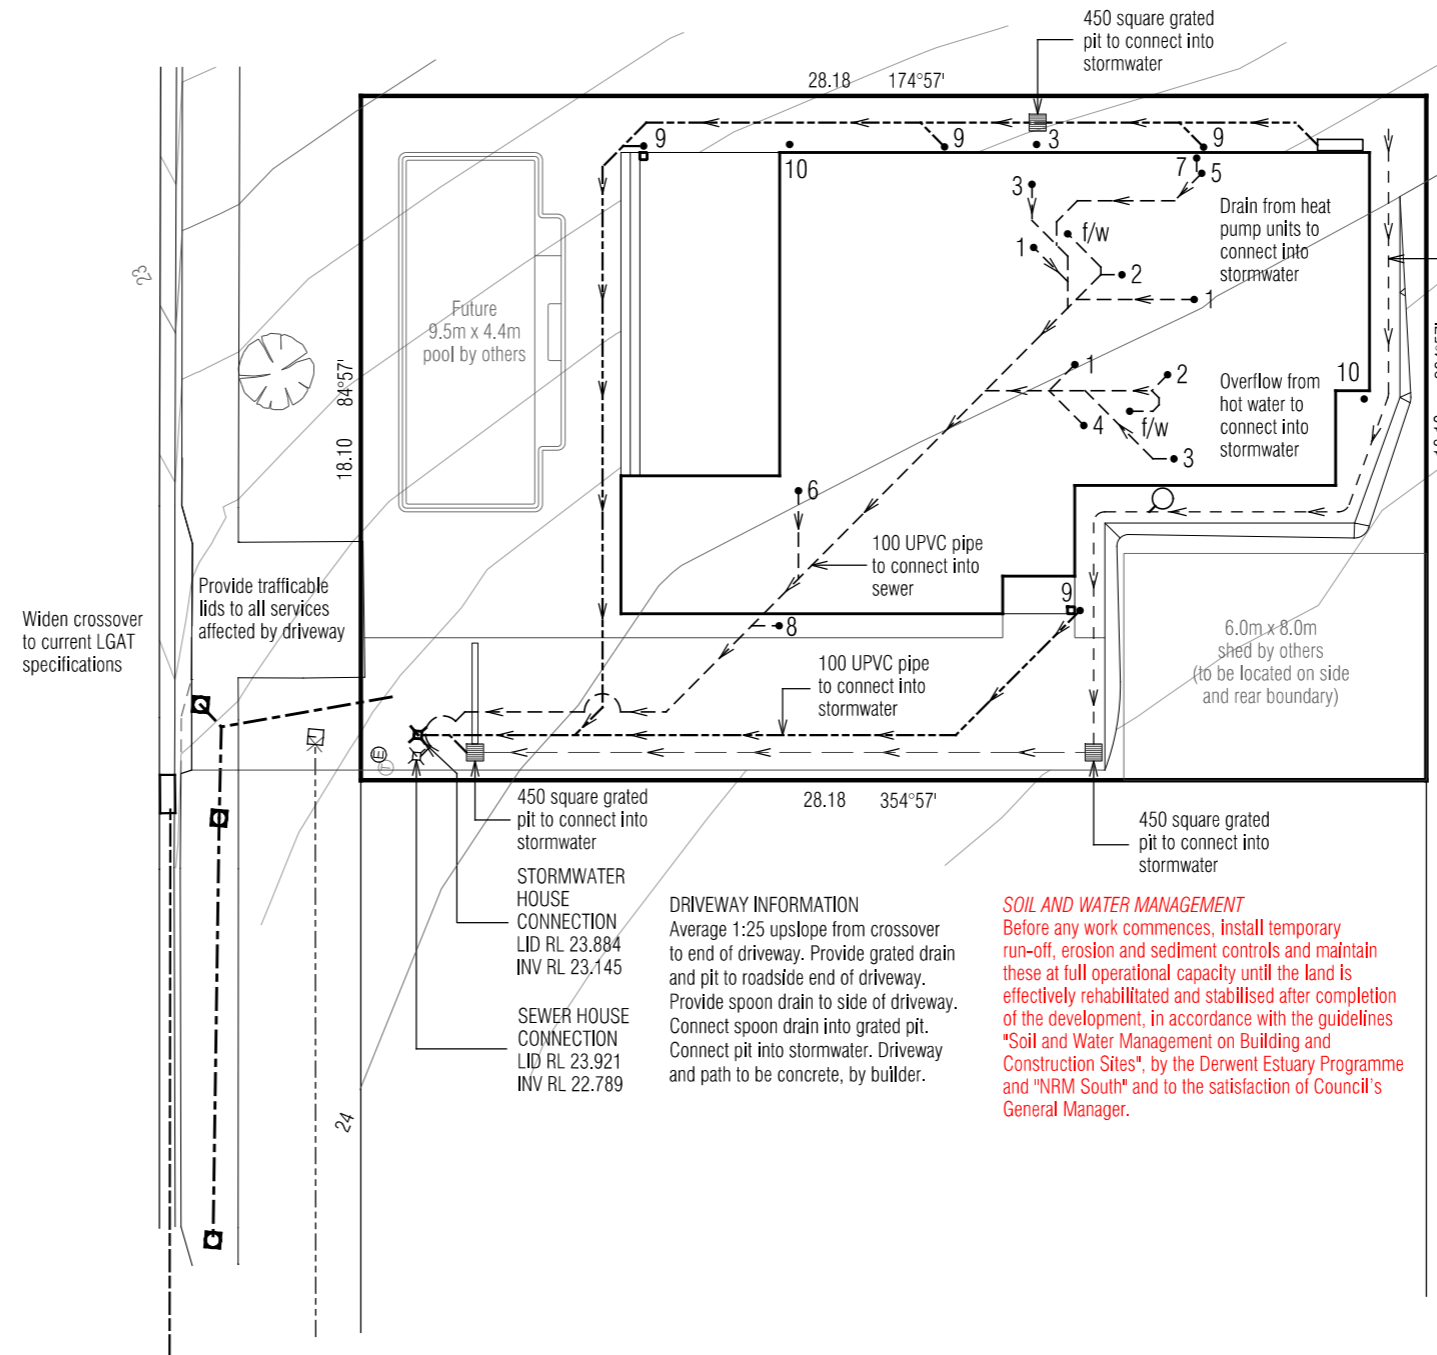 450 square grated
pit to connect into
stormwater
28.18 174°57'
9
9
3
9
10
7
5
3
f/w
1
2
1
Drain from heat
pump units to
connect into
stormwater
23
Future
9.5m x 4.4m
pool by others
18.10 84°57'
1
2
4
f/w
3
10
Overflow from
hot water to
connect into
stormwater
6
100 UPVC pipe
to connect into
sewer
Provide trafficable
lids to all services
affected by driveway
Widen crossover
to current LGAT
specifications
8
9
6.0m x 8.0m
shed by others
(to be located on side
and rear boundary)
100 UPVC pipe
to connect into
stormwater
E
T
28.18 354°57'
450 square grated
pit to connect into
stormwater
450 square grated
pit to connect into
stormwater
STORMWATER
HOUSE
CONNECTION
LID RL 23.884
INV RL 23.145
SEWER HOUSE
CONNECTION
LID RL 23.921
INV RL 22.789
DRIVEWAY INFORMATION
Average 1:25 upslope from crossover
to end of driveway. Provide grated drain
and pit to roadside end of driveway.
Provide spoon drain to side of driveway.
Connect spoon drain into grated pit.
Connect pit into stormwater. Driveway
and path to be concrete, by builder.
SOIL AND WATER MANAGEMENT
Before any work commences, install temporary
run-off, erosion and sediment controls and maintain
these at full operational capacity until the land is
effectively rehabilitated and stabilised after completion
of the development, in accordance with the guidelines
"Soil and Water Management on Building and
Construction Sites", by the Derwent Estuary Programme
and "NRM South" and to the satisfaction of Council's
General Manager.
24